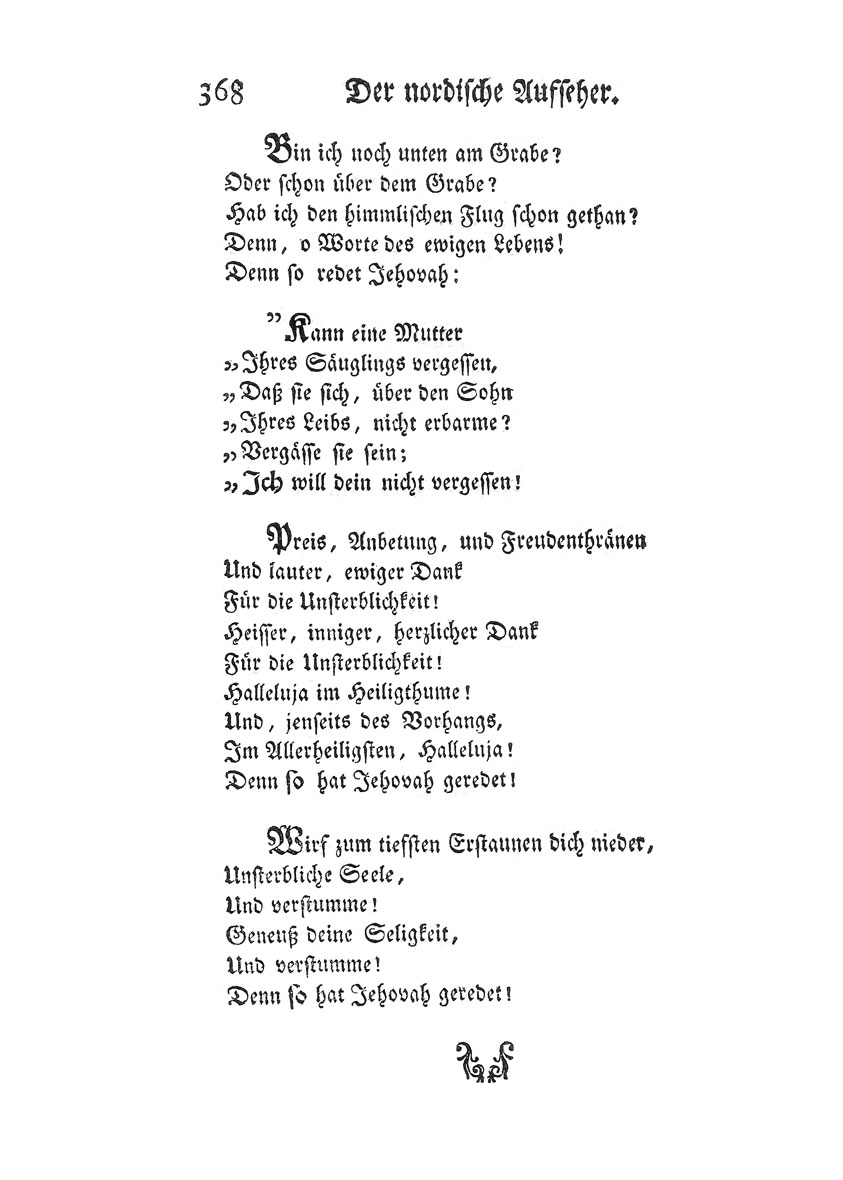 368 Der nordische Aufseher.
Bin ich noch unten am Grabe?
Oder schon über dem Grabe?
Hab ich den himmlischen Flug schon gethan?
Denn, o Worte des ewigen Lebens!
Denn so redet Jehovah:
”Kann eine Mutter
„Ihres Säuglings vergessen,
„Daß sie sich, über den Sohn
„Ihres Leibs, nicht erbarme?
„Vergässe sie sein;
„Ich will dein nicht vergessen!
Preis, Anbetung, und Freudenthränen
Und lauter, ewiger Dank
Für die Unsterblichkeit!
Heisser, inniger, herzlicher Dank
Für die Unsterblichkeit!
Halleluja im Heiligthume!
Und, jenseits des Vorhangs,
Im Allerheiligsten, Halleluja!
Denn so hat Jehovah geredet!
Wirf zum tiefsten Erstaunen dich nieder,
Unsterbliche Seele,
Und verstumme!
Geneuß deine Seligkeit,
Und verstumme!
Denn so hat Jehovah geredet!